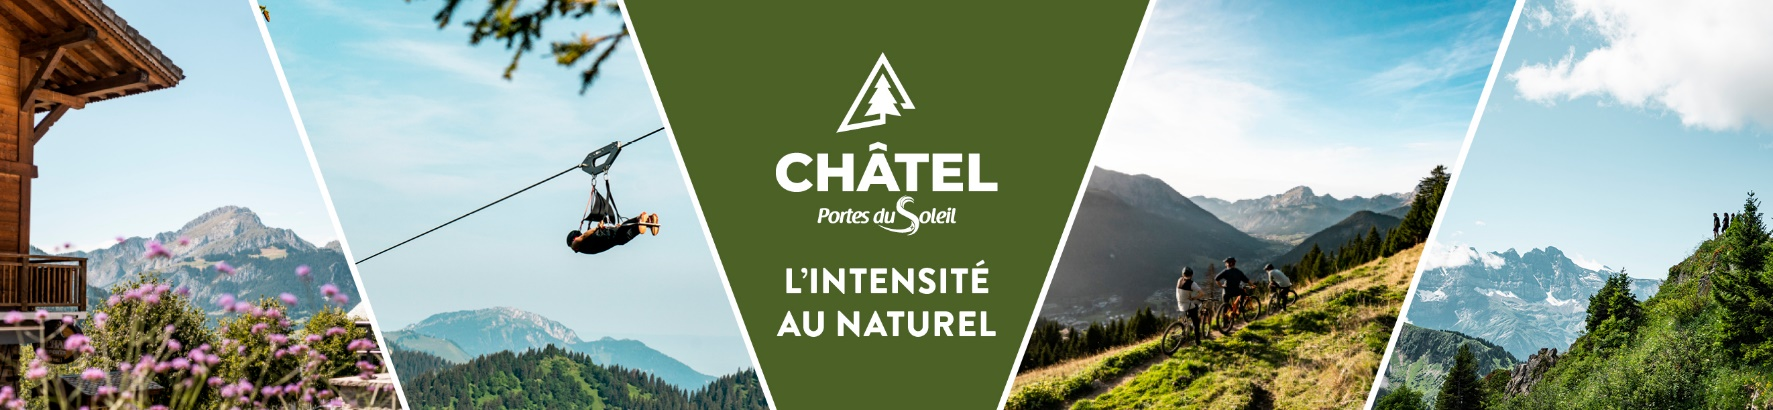 CHÂTEL
Portes du Soleil
L'INTENSITÉ
AU NATUREL